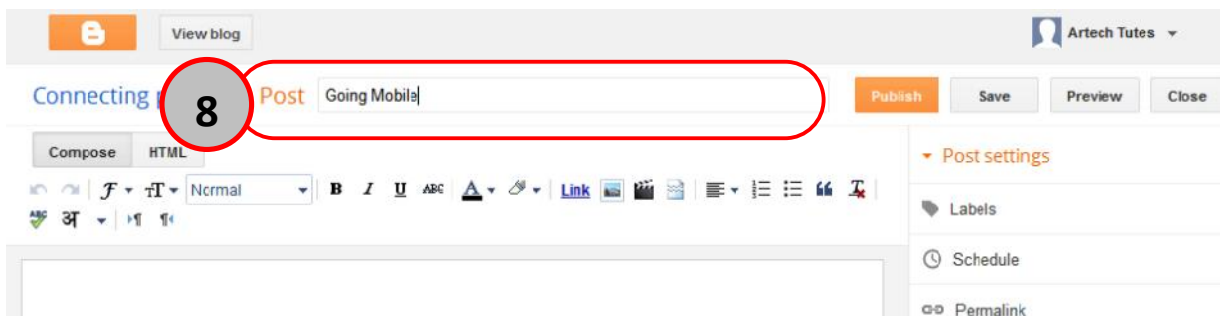 View blog
Artech Tutes
Connecting
8
Post
Going Mobile
Publish
Save
Preview
Close
Compose
HTML
Post settings
F
T
Normal
B I U ABC A Link
ABC अ
Labels
Schedule
Permalink